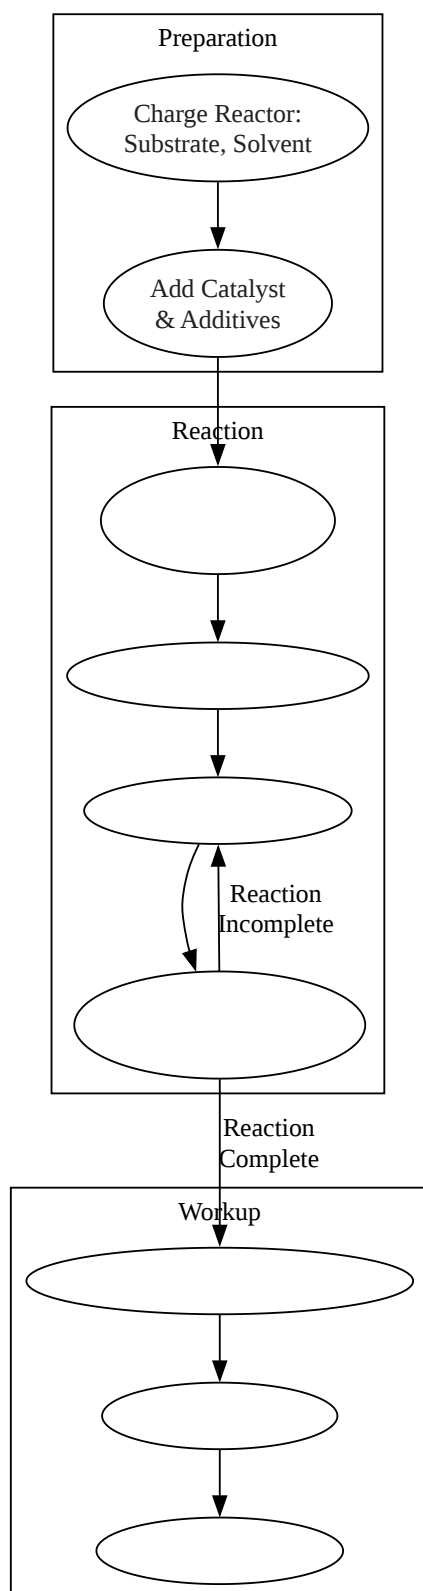 Preparation
Charge Reactor:
Substrate, Solvent
Add Catalyst
& Additives
Reaction
Reaction
Incomplete
Reaction
Complete
Workup